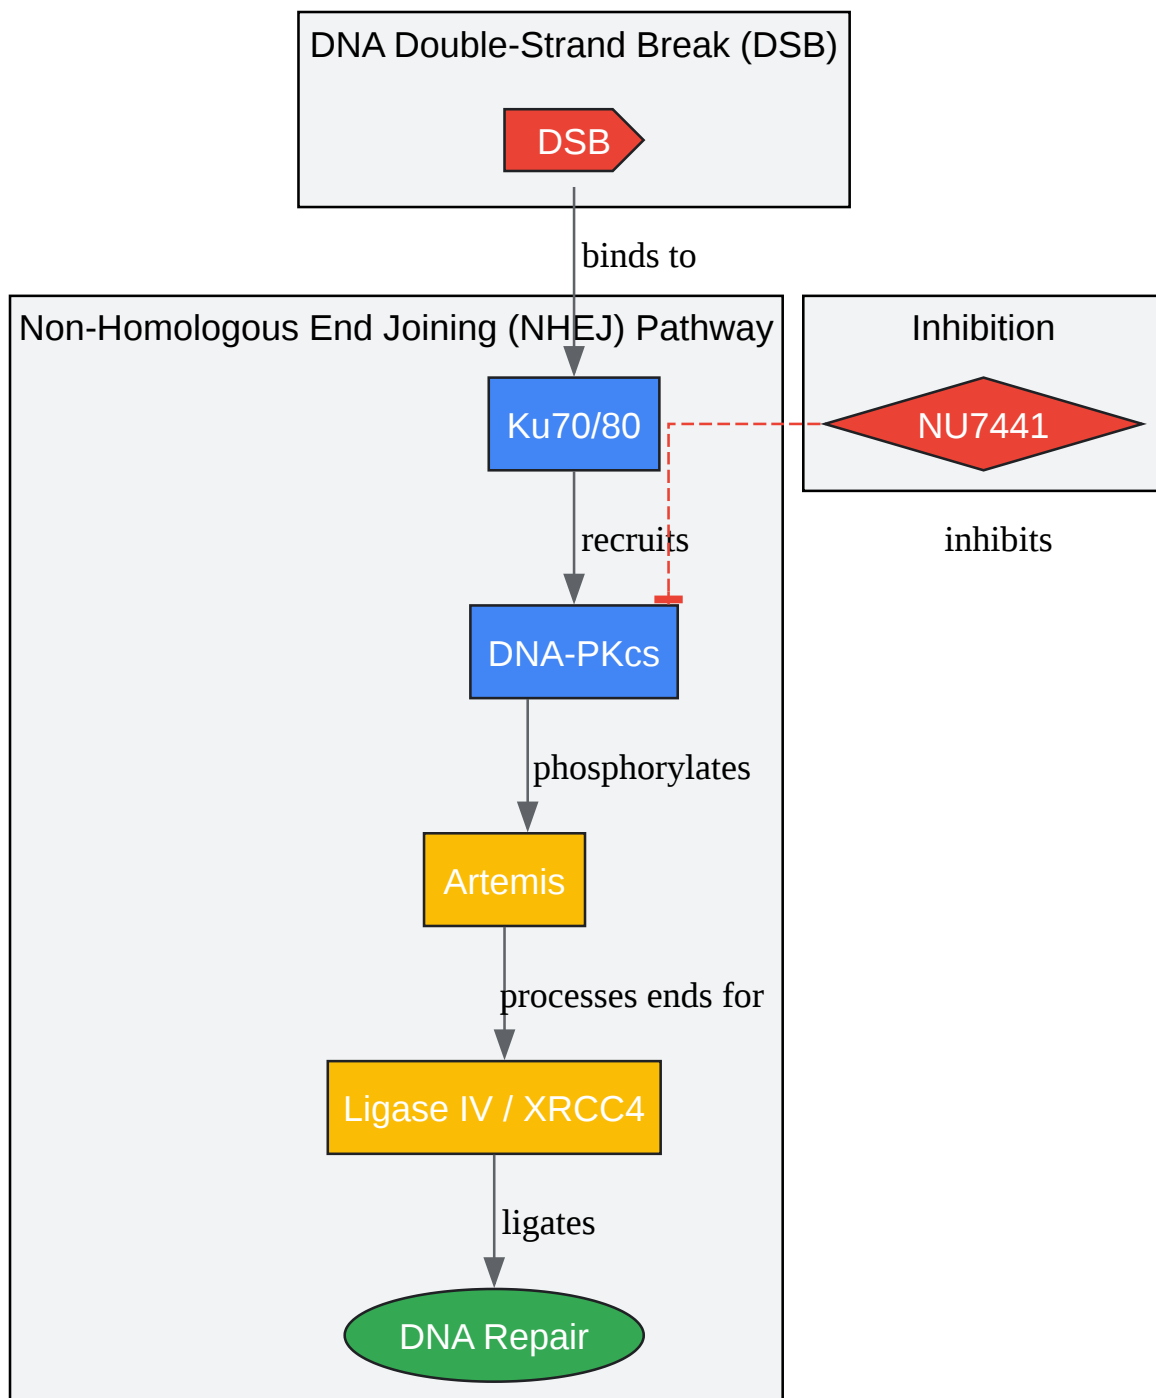 DNA Double-Strand Break (DSB)
DSB
binds to
Non-Homologous End Joining (NHEJ) Pathway
Inhibition
Ku70/80
NU7441
recruits
inhibits
DNA-PKcs
phosphorylates
Artemis
processes ends for
Ligase IV / XRCC4
ligates
DNA Repair